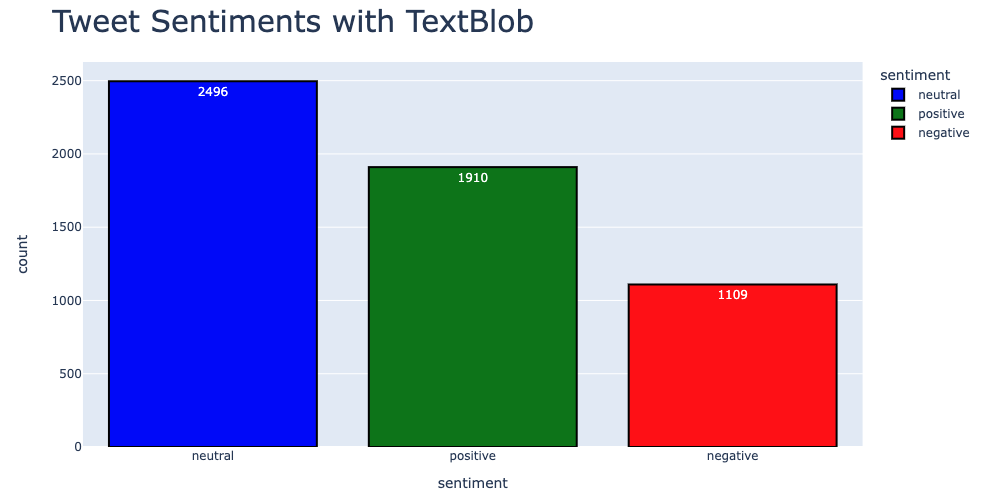 Tweet Sentiments with TextBlob
sentiment
neutral
positive
negative
count
2500
2000
1500
1000
500
0
2496
1910
1109
neutral
positive
negative
sentiment